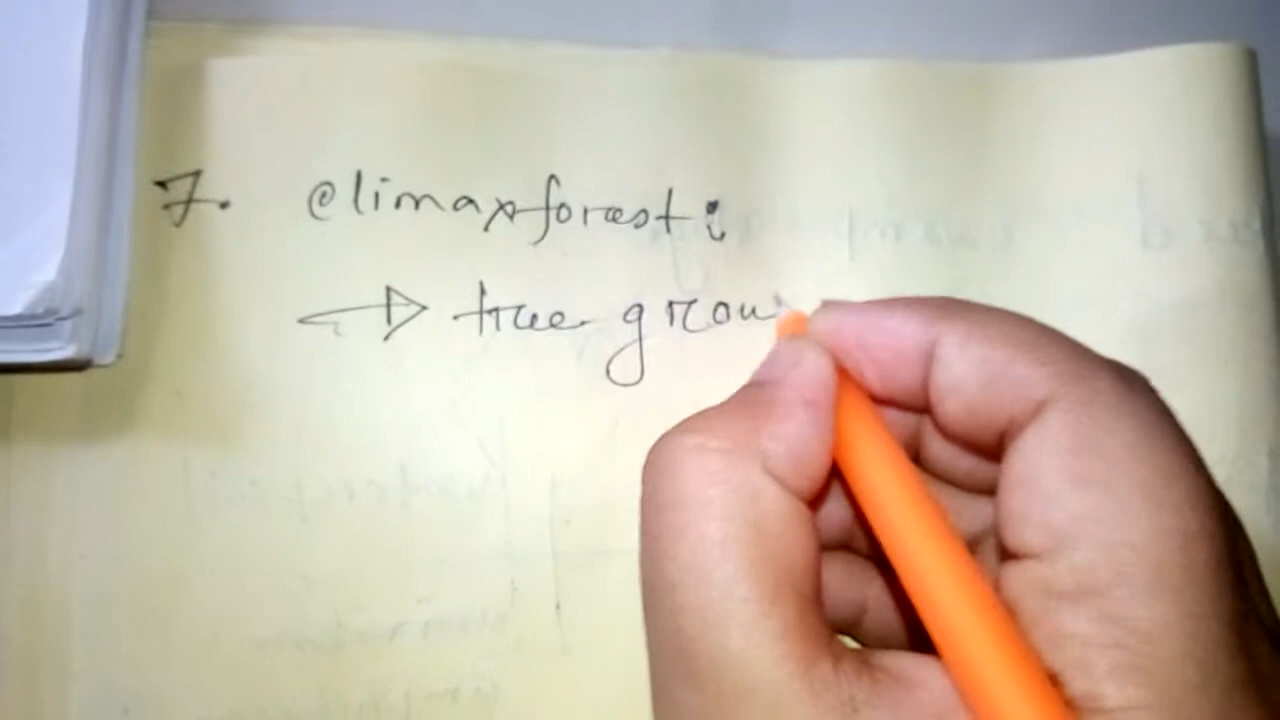 7. Climax forest:
→ tree grow